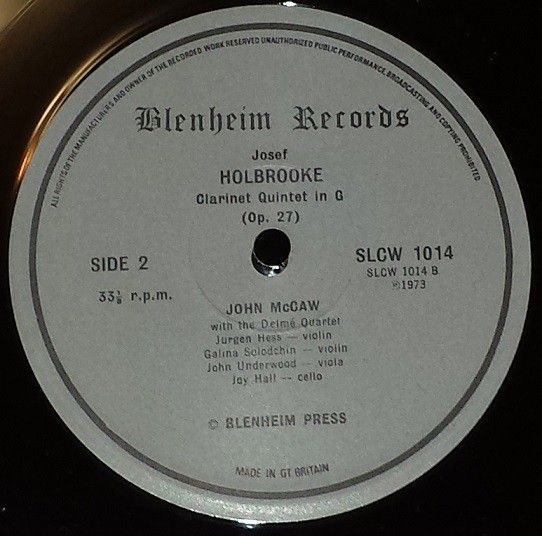 ALL RIGHTS OF THE MANUFACTURERS AND OWNER OF THE RECORDED WORK RESERVED UNAUTHORIZED PUBLIC PERFORMANCE, BROADCASTING AND COPYING PROHIBITED
Blenheim Records
Josef
HOLBROOKE
Clarinet Quintet in G
(Op. 27)
SIDE 2
33⅓ r.p.m.
SLCW 1014
SLCW 1014 B
℗1973
JOHN McCAW
with the Delmé Quartet
Jurgen Hess — violin
Galina Solodchin — violin
John Underwood — viola
Joy Hall — cello
© BLENHEIM PRESS
MADE IN GT BRITAIN